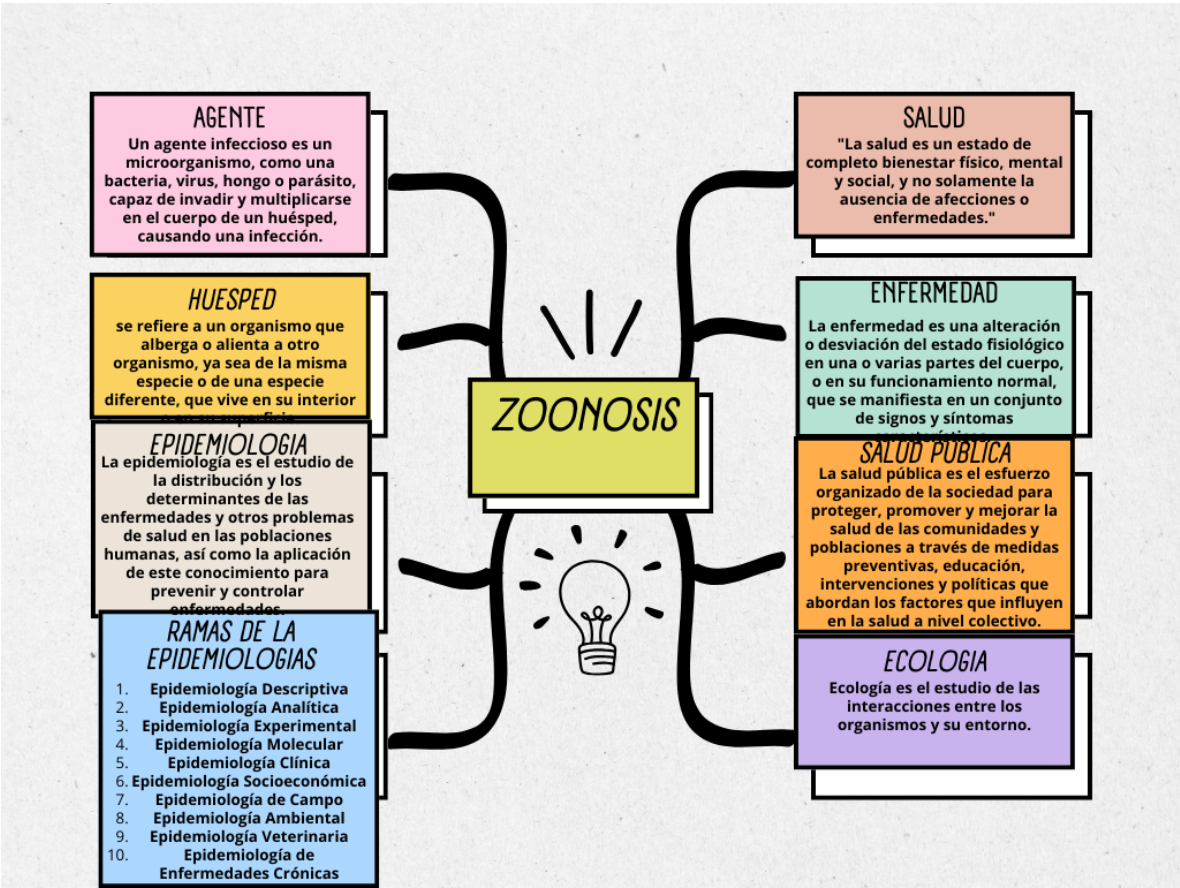 AGENTE
Un agente infeccioso es un
microorganismo, como una
bacteria, virus, hongo o parásito,
capaz de invadir y multiplicarse
en el cuerpo de un huésped,
causando una infección.
HUESPED
se refiere a un organismo que
alberga o alienta a otro
organismo, ya sea de la misma
especie o de una especie
diferente, que vive en su interior
o en su superficie.
EPIDEMIOLOGIA
La epidemiología es el estudio de
la distribución y los
determinantes de las
enfermedades y otros problemas
de salud en las poblaciones
humanas, así como la aplicación
de este conocimiento para
prevenir y controlar
enfermedades.
RAMAS DE LA
EPIDEMIOLOGIAS
1. Epidemiología Descriptiva
2. Epidemiología Analítica
3. Epidemiología Experimental
4. Epidemiología Molecular
5. Epidemiología Clínica
6. Epidemiología Socioeconómica
7. Epidemiología de Campo
8. Epidemiología Ambiental
9. Epidemiología Veterinaria
10. Epidemiología de
Enfermedades Crónicas
ZOONOSIS
SALUD
"La salud es un estado de
completo bienestar físico, mental
y social, y no solamente la
ausencia de afecciones o
enfermedades."
ENFERMEDAD
La enfermedad es una alteración
o desviación del estado fisiológico
en una o varias partes del cuerpo,
o en su funcionamiento normal,
que se manifiesta en un conjunto
de signos y síntomas
SALUD PUBLICA
La salud pública es el esfuerzo
organizado de la sociedad para
proteger, promover y mejorar la
salud de las comunidades y
poblaciones a través de medidas
preventivas, educación,
intervenciones y políticas que
abordan los factores que influyen
en la salud a nivel colectivo.
ECOLOGIA
Ecología es el estudio de las
interacciones entre los
organismos y su entorno.